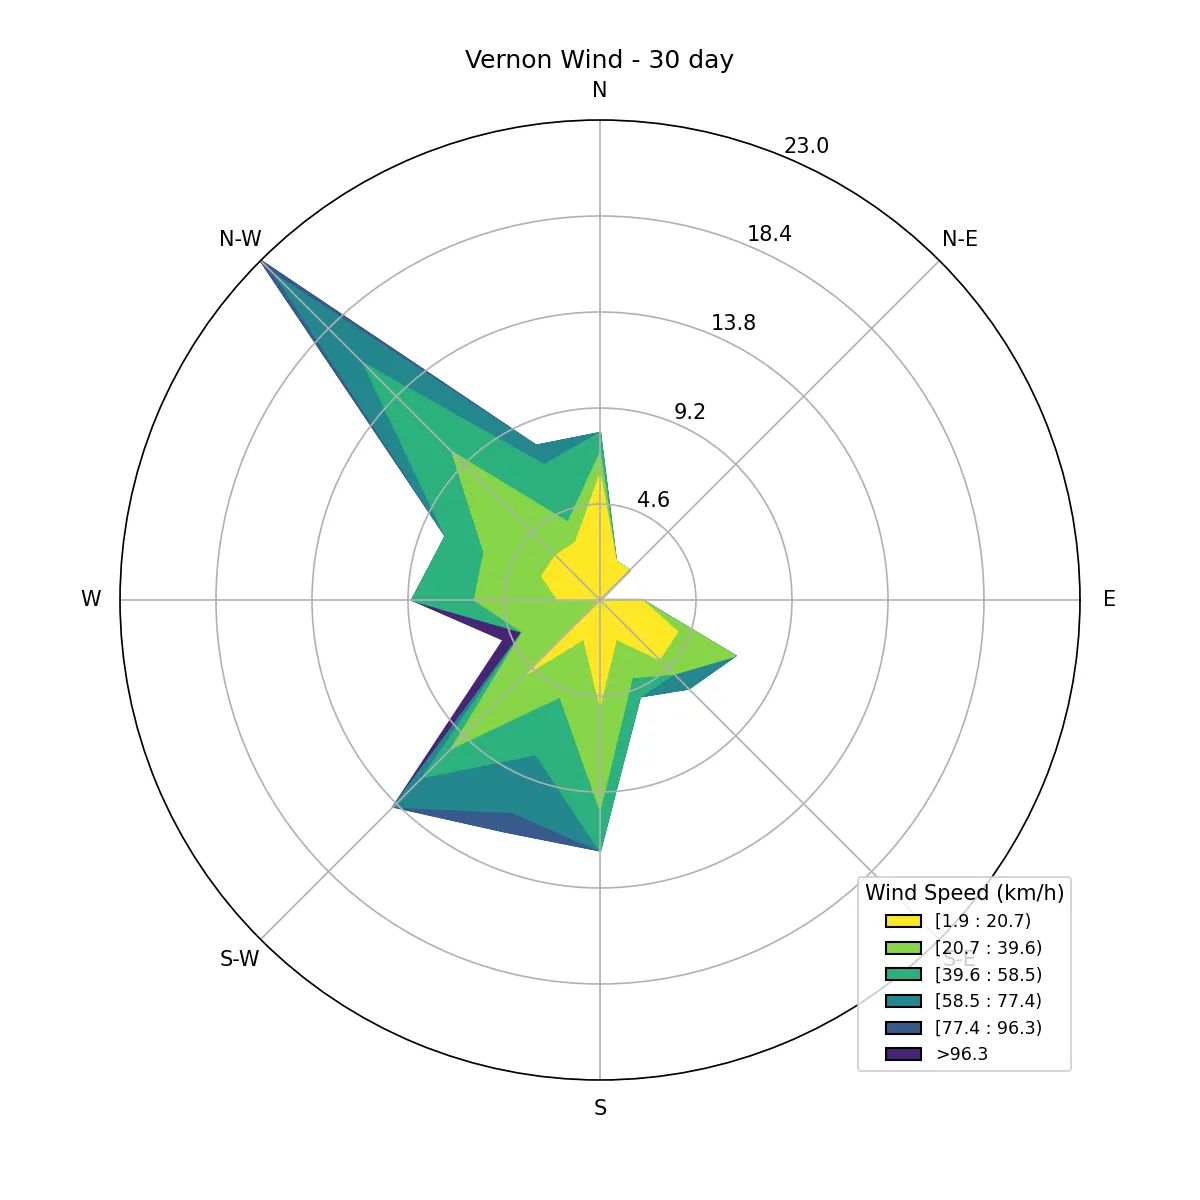 Vernon Wind - 30 day
N
23.0
18.4
N-W
N-E
13.8
9.2
4.6
W
E
Wind Speed (km/h)
[1.9 : 20.7)
[20.7 : 39.6)
S-W
S-E
[39.6 : 58.5)
[58.5 : 77.4)
[77.4 : 96.3)
>96.3
S